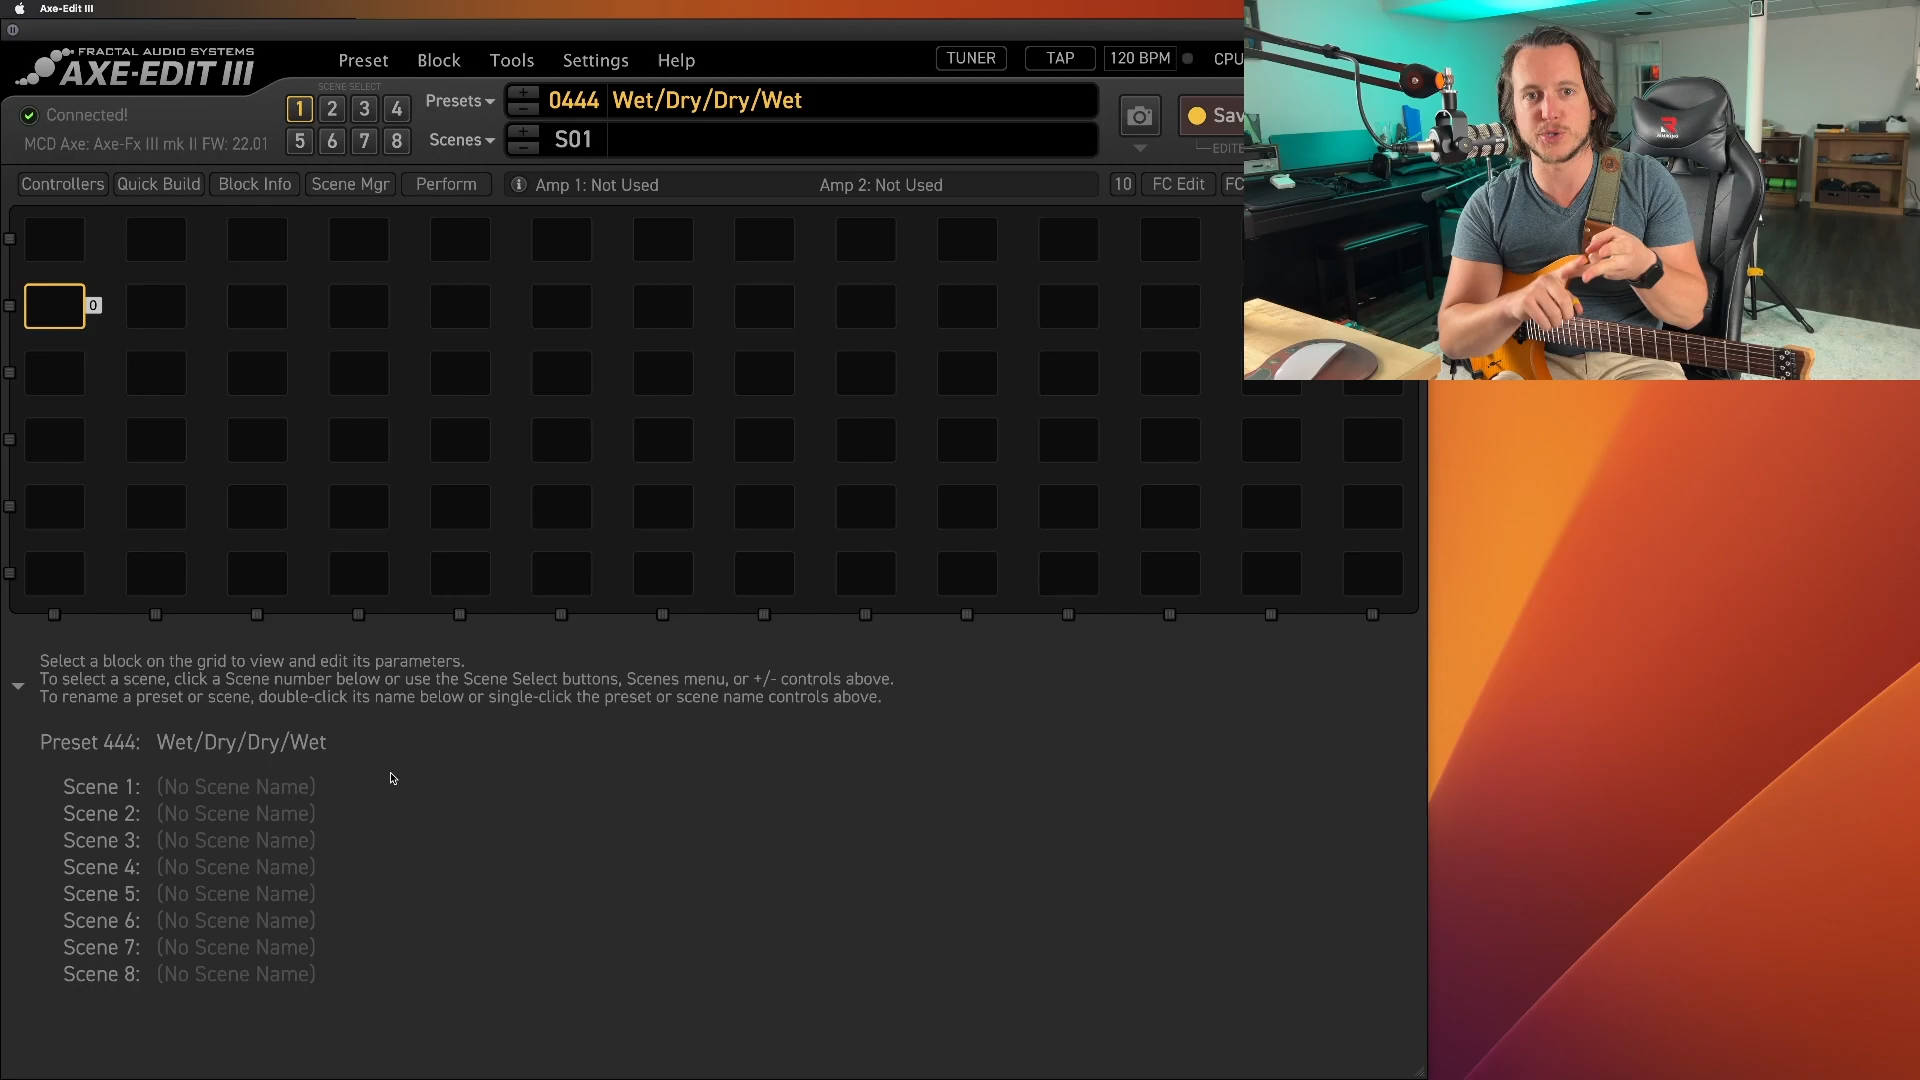 Axe-Edit III
FRACTAL AUDIO SYSTEMS
AXE-EDIT III
Preset
Block
Tools
Settings
Help
TUNER
TAP
120 BPM
CPU
Connected!
MCD Axe: Axe-Fx III mk II FW: 22.01
SCENE SELECT
1 2 3 4
5 6 7 8
Presets
0444 Wet/Dry/Dry/Wet
Scenes
S01
Sav
EDITE
Controllers
Quick Build
Block Info
Scene Mgr
Perform
Amp 1: Not Used
Amp 2: Not Used
10
FC Edit
FC
0
Select a block on the grid to view and edit its parameters.
To select a scene, click a Scene number below or use the Scene Select buttons, Scenes menu, or +/- controls above.
To rename a preset or scene, double-click its name below or single-click the preset or scene name controls above.
Preset 444: Wet/Dry/Dry/Wet
Scene 1: (No Scene Name)
Scene 2: (No Scene Name)
Scene 3: (No Scene Name)
Scene 4: (No Scene Name)
Scene 5: (No Scene Name)
Scene 6: (No Scene Name)
Scene 7: (No Scene Name)
Scene 8: (No Scene Name)